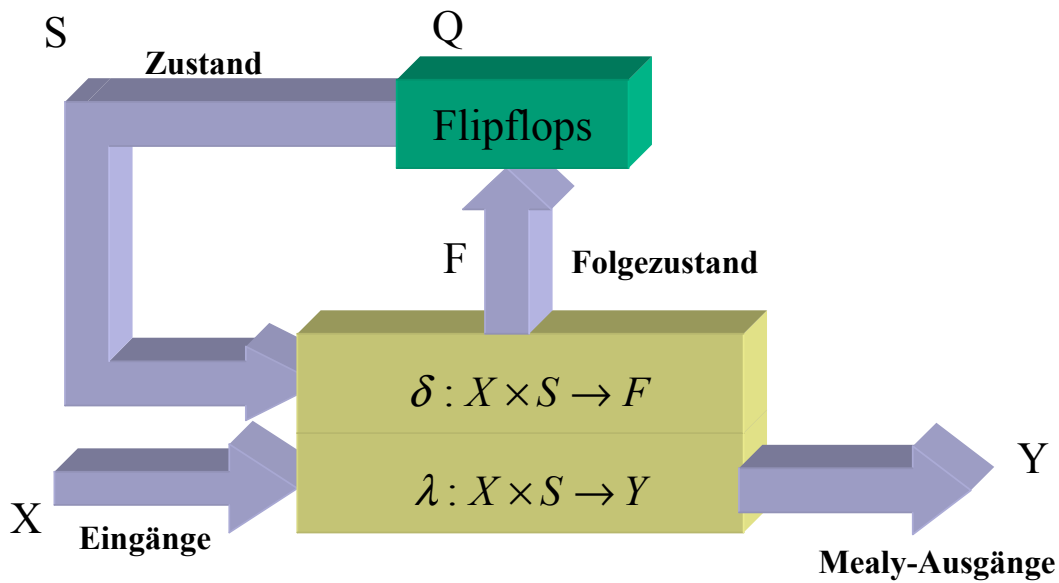 S
Q
Zustand
Flipflops
F
Folgezustand
δ : X × S → F
λ : X × S → Y
X
Eingänge
Y
Mealy-Ausgänge